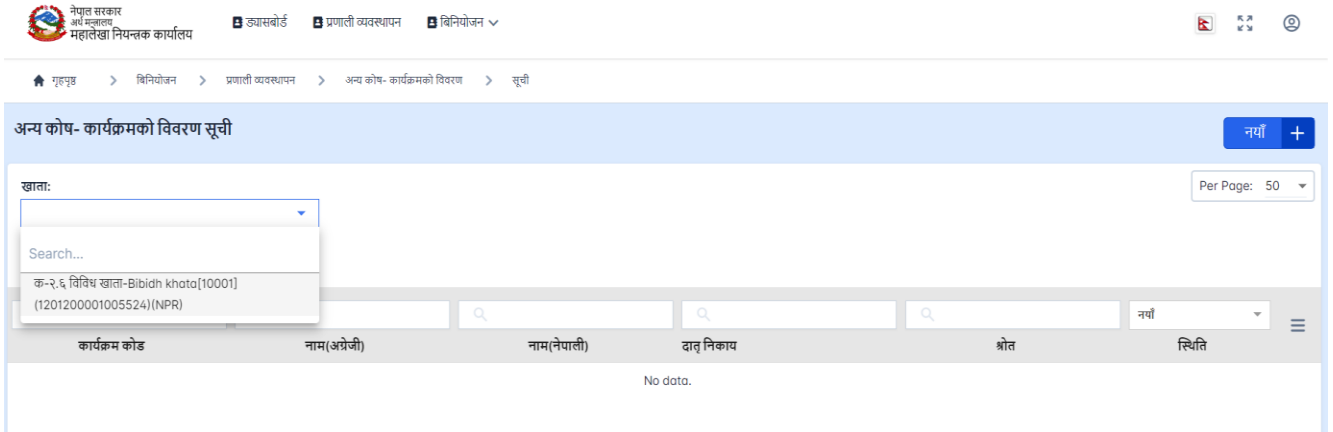 नेपाल सरकार
अर्थ मन्त्रालय
महालेखा नियन्त्रक कार्यालय
ड्यासबोर्ड प्रणाली व्यवस्थापन बिनियोजन
गृहपृष्ठ > बिनियोजन > प्रणाली व्यवस्थापन > अन्य कोष- कार्यक्रमको विवरण > सूची
अन्य कोष- कार्यक्रमको विवरण सूची
नयाँ +
खाता:
Per Page: 50
Search...
क-२.६ विविध खाता-Bibidh khata[10001]
(1201200001005524)(NPR)
नयाँ
कार्यक्रम कोड नाम(अंग्रेजी) नाम(नेपाली) दातृ निकाय श्रोत स्थिति
No data.